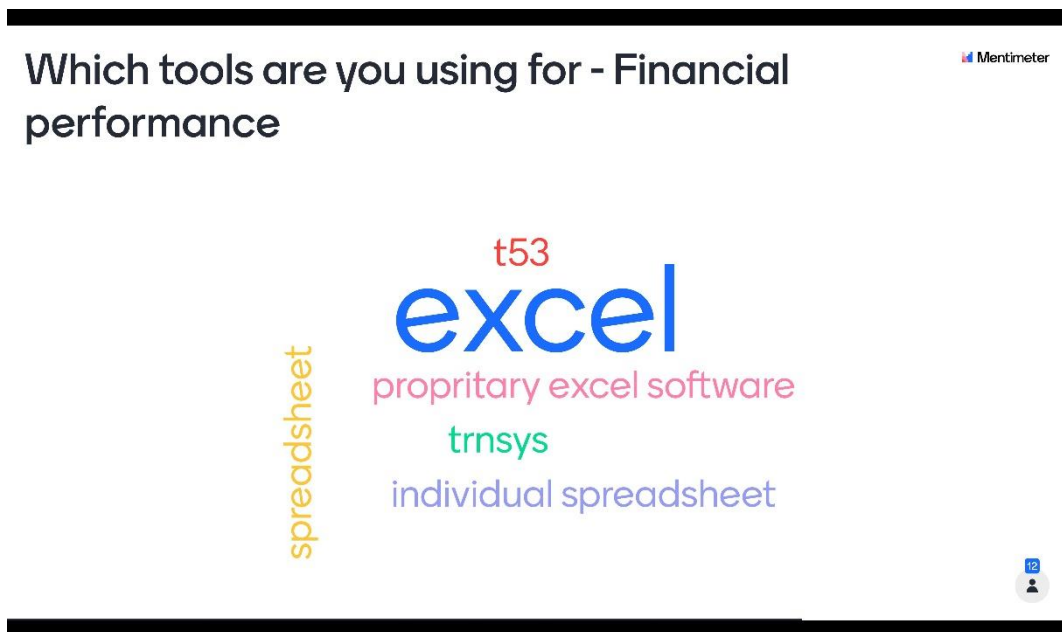 Which tools are you using for - Financial
performance
Mentimeter
t53
excel
spreadsheet
propritary excel software
trnsys
individual spreadsheet
12